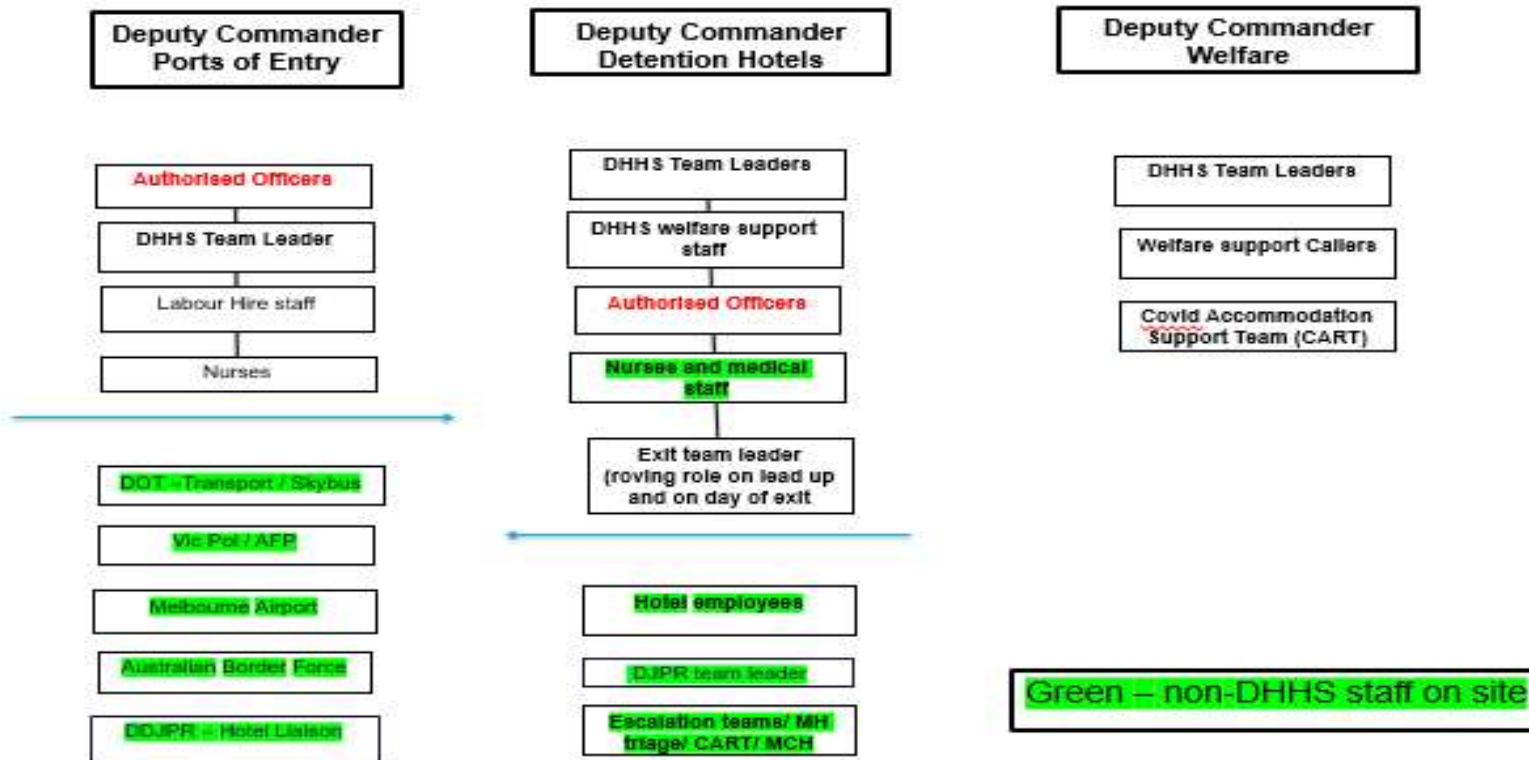 Deputy Commander
Ports of Entry
Authorised Officers
DHHS Team Leader
Labour Hire staff
Nurses
DOT –Transport / Skybus
Vic Pol / AFP
Melbourne Airport
Australian Border Force
DDJPR – Hotel Liaison
Deputy Commander
Detention Hotels
DHHS Team Leaders
DHHS welfare support
staff
Authorised Officers
Nurses and medical
staff
Exit team leader
(roving role on lead up
and on day of exit
Hotel employees
DJPR team leader
Escalation teams/ MH
triage/ CART/ MCH
Deputy Commander
Welfare
DHHS Team Leaders
Welfare support Callers
Covid Accommodation
Support Team (CART)
Green – non-DHHS staff on site